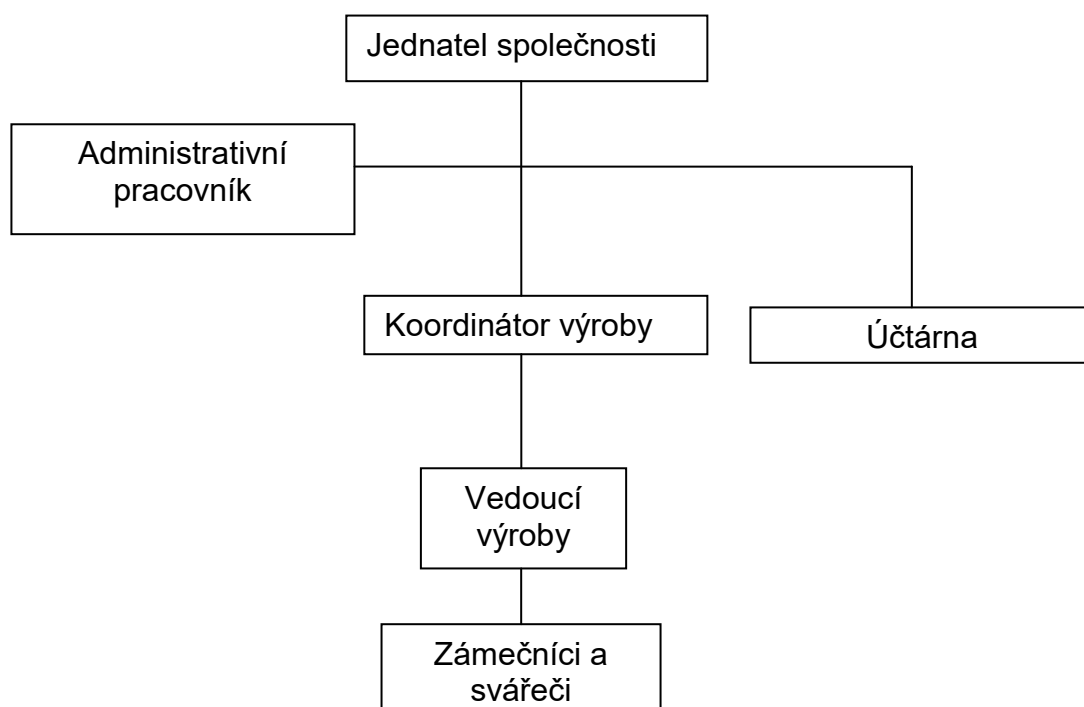 Jednatel společnosti
Administrativní
pracovník
Koordinátor výroby
Účtárna
Vedoucí
výroby
Zámečníci a
svářeči